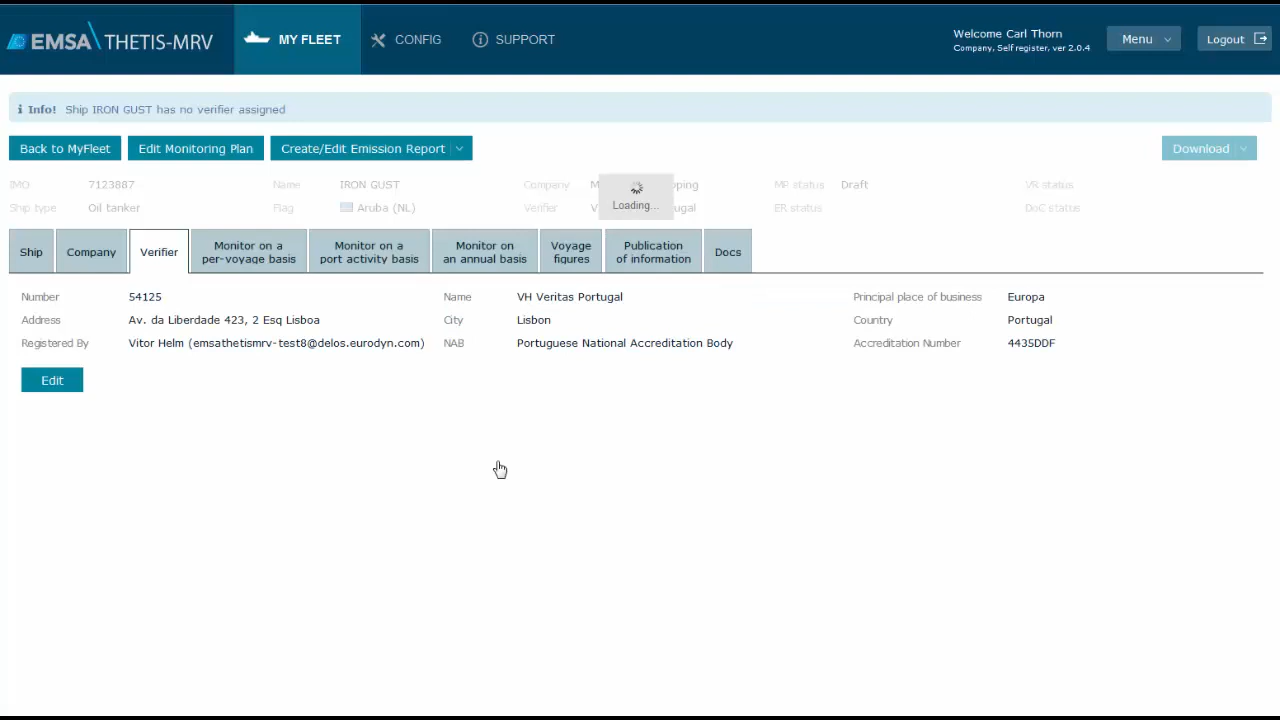 EMSA THETIS-MRV MY FLEET CONFIG SUPPORT Welcome Carl Thorn Menu Logout
Company, Self register, ver 2.0.4
Info! Ship IRON GUST has no verifier assigned
Back to MyFleet Edit Monitoring Plan Create/Edit Emission Report Download
IMO 7123887 Name IRON GUST Company M pping MP status Draft VR status
Ship type Oil tanker Flag Aruba (NL) Verifier V ugal ER status DoC status
Loading...
Ship Company Verifier Monitor on a per-voyage basis Monitor on a port activity basis Monitor on an annual basis Voyage figures Publication of information Docs
Number 54125 Name VH Veritas Portugal Principal place of business Europa
Address Av. da Liberdade 423, 2 Esq Lisboa City Lisbon Country Portugal
Registered By Vitor Helm (emsathetismrv-test8@delos.eurodyn.com) NAB Portuguese National Accreditation Body Accreditation Number 4435DDF
Edit